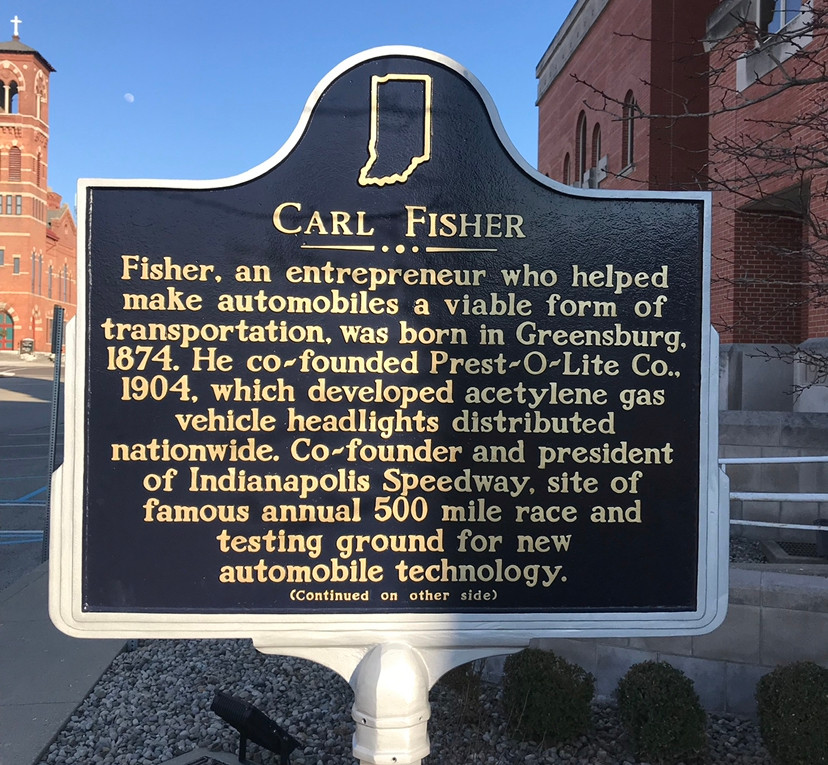 CARL FISHER
Fisher, an entrepreneur who helped
make automobiles a viable form of
transportation, was born in Greensburg,
1874. He co-founded Prest-O-Lite Co.,
1904, which developed acetylene gas
vehicle headlights distributed
nationwide. Co-founder and president
of Indianapolis Speedway, site of
famous annual 500 mile race and
testing ground for new
automobile technology.
(Continued on other side)